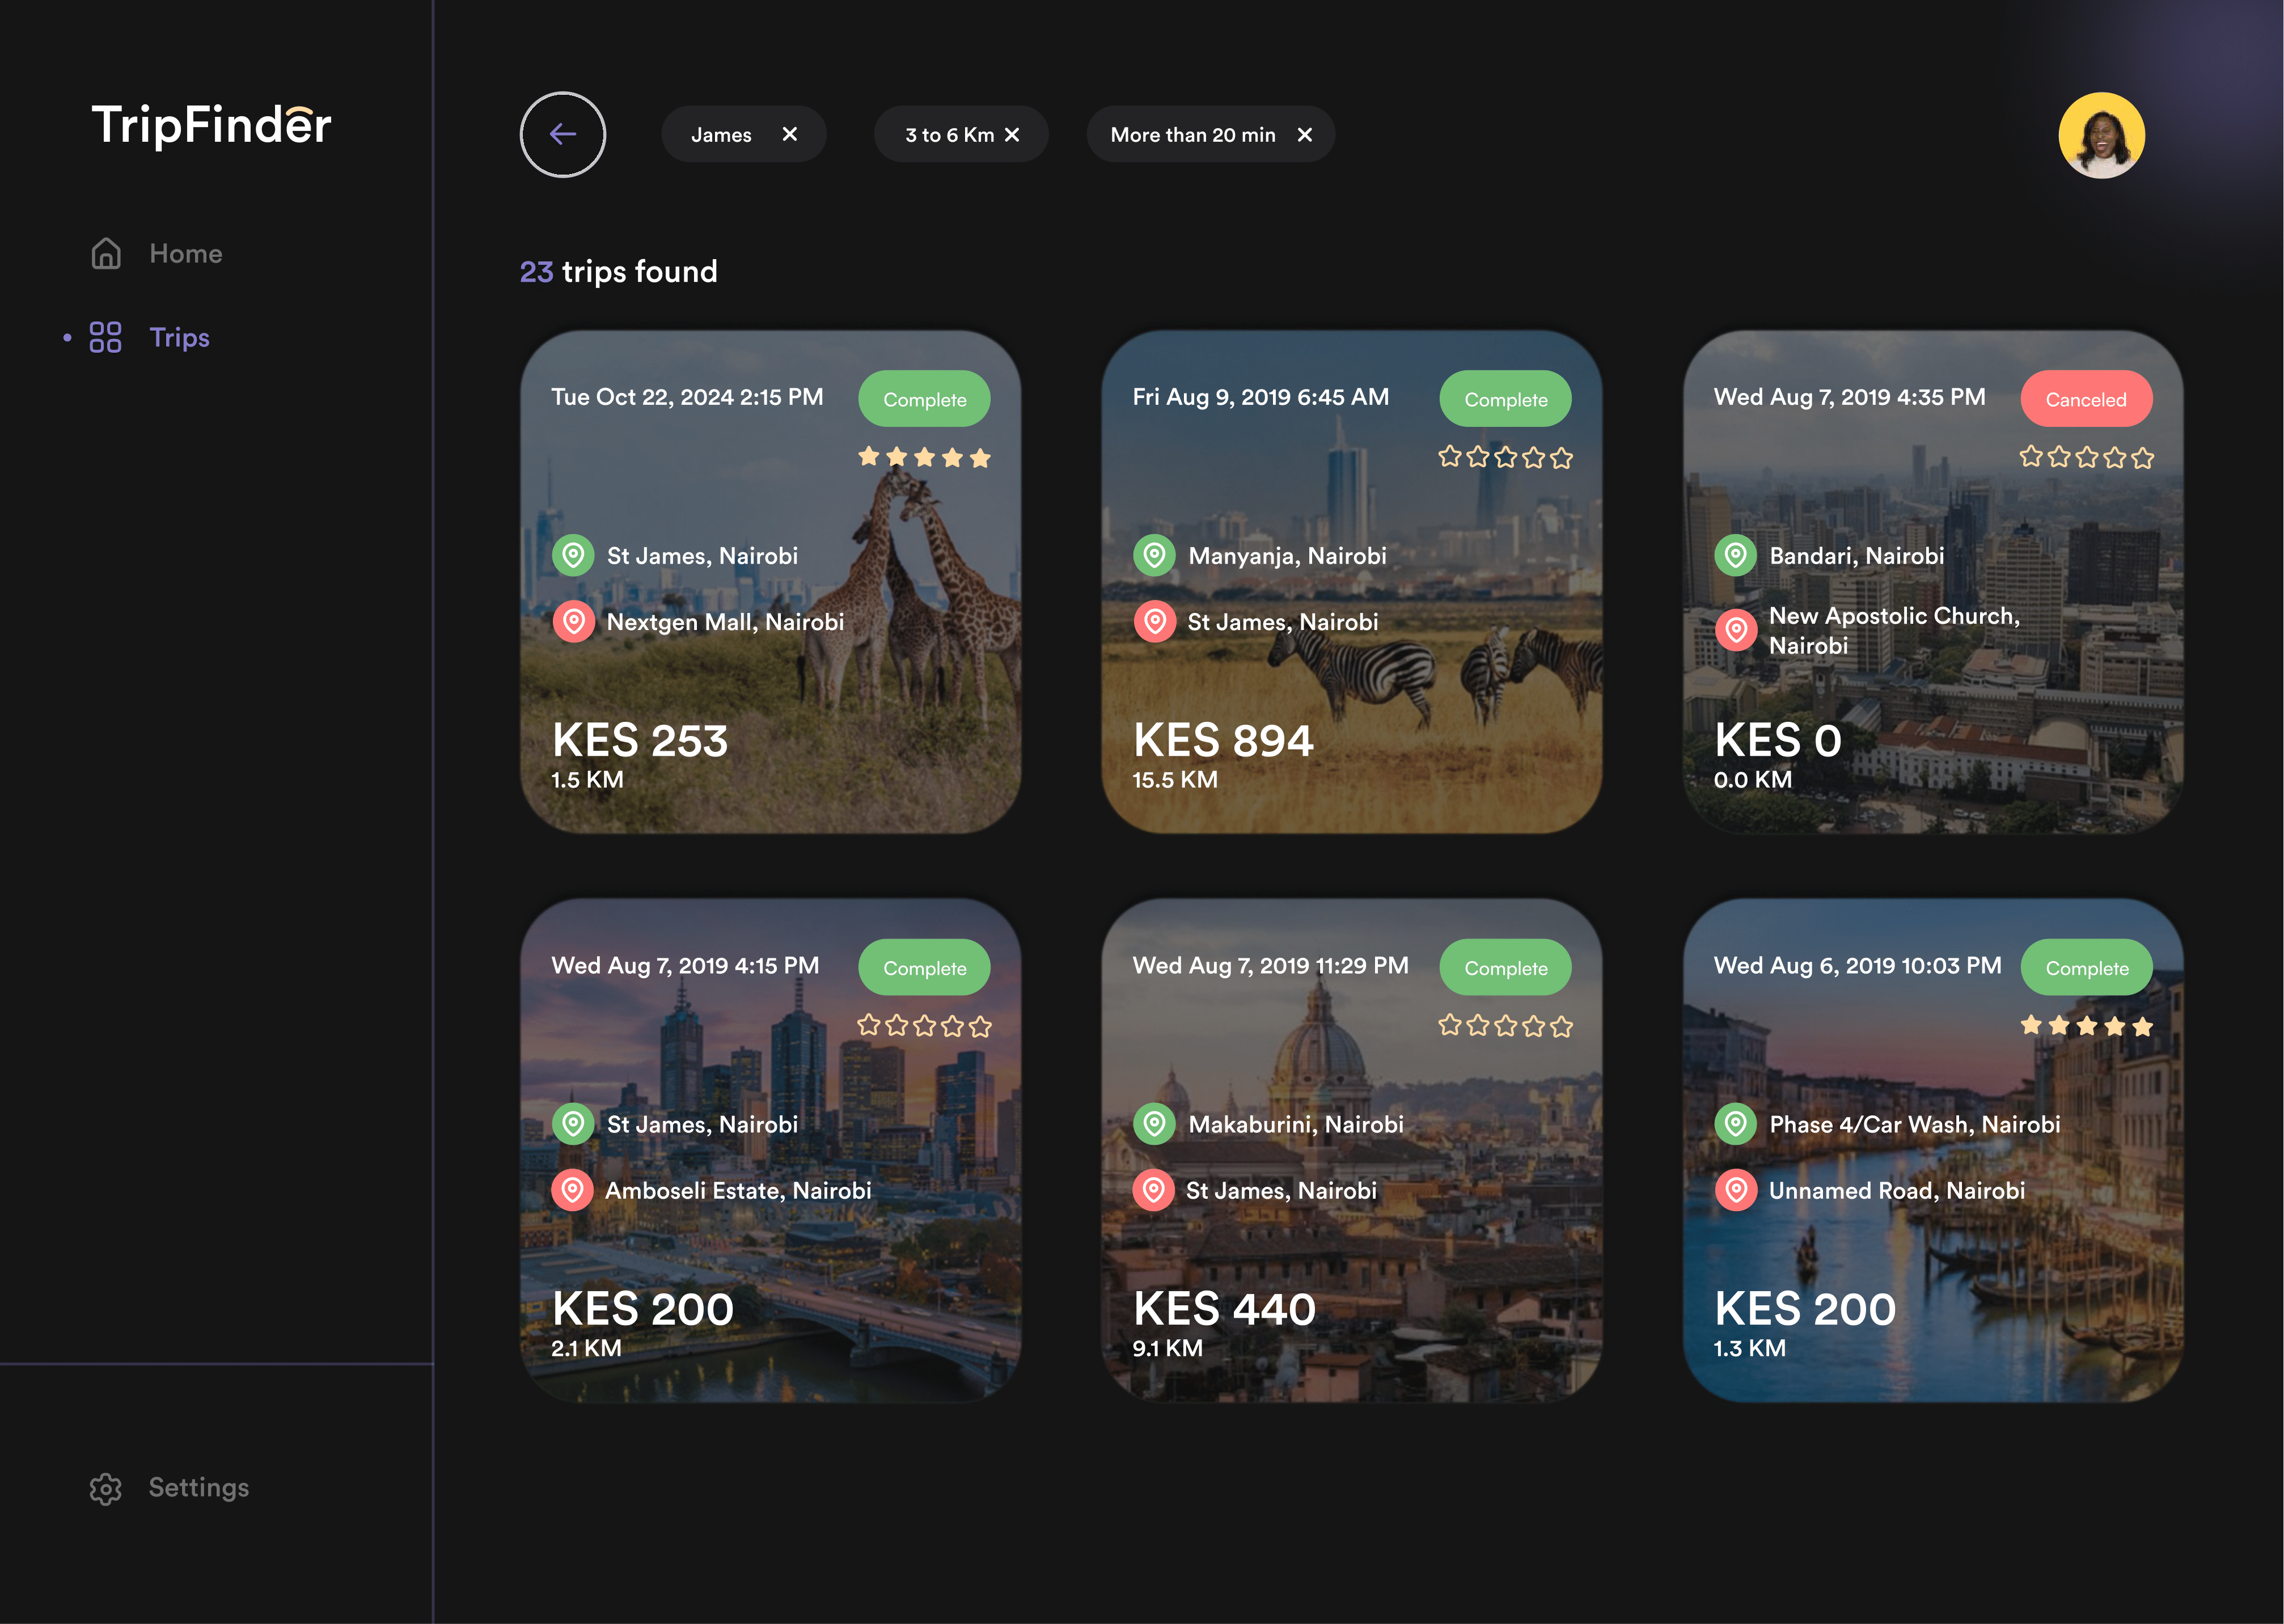 TripFinder
Home
Trips
Settings
James
3 to 6 Km
More than 20 min
23 trips found
Tue Oct 22, 2024 2:15 PM
Complete
St James, Nairobi
Nextgen Mall, Nairobi
KES 253
1.5 KM
Fri Aug 9, 2019 6:45 AM
Complete
Manyanja, Nairobi
St James, Nairobi
KES 894
15.5 KM
Wed Aug 7, 2019 4:35 PM
Canceled
Bandari, Nairobi
New Apostolic Church,
Nairobi
KES 0
0.0 KM
Wed Aug 7, 2019 4:15 PM
Complete
St James, Nairobi
Amboseli Estate, Nairobi
KES 200
2.1 KM
Wed Aug 7, 2019 11:29 PM
Complete
Makaburini, Nairobi
St James, Nairobi
KES 440
9.1 KM
Wed Aug 6, 2019 10:03 PM
Complete
Phase 4/Car Wash, Nairobi
Unnamed Road, Nairobi
KES 200
1.3 KM